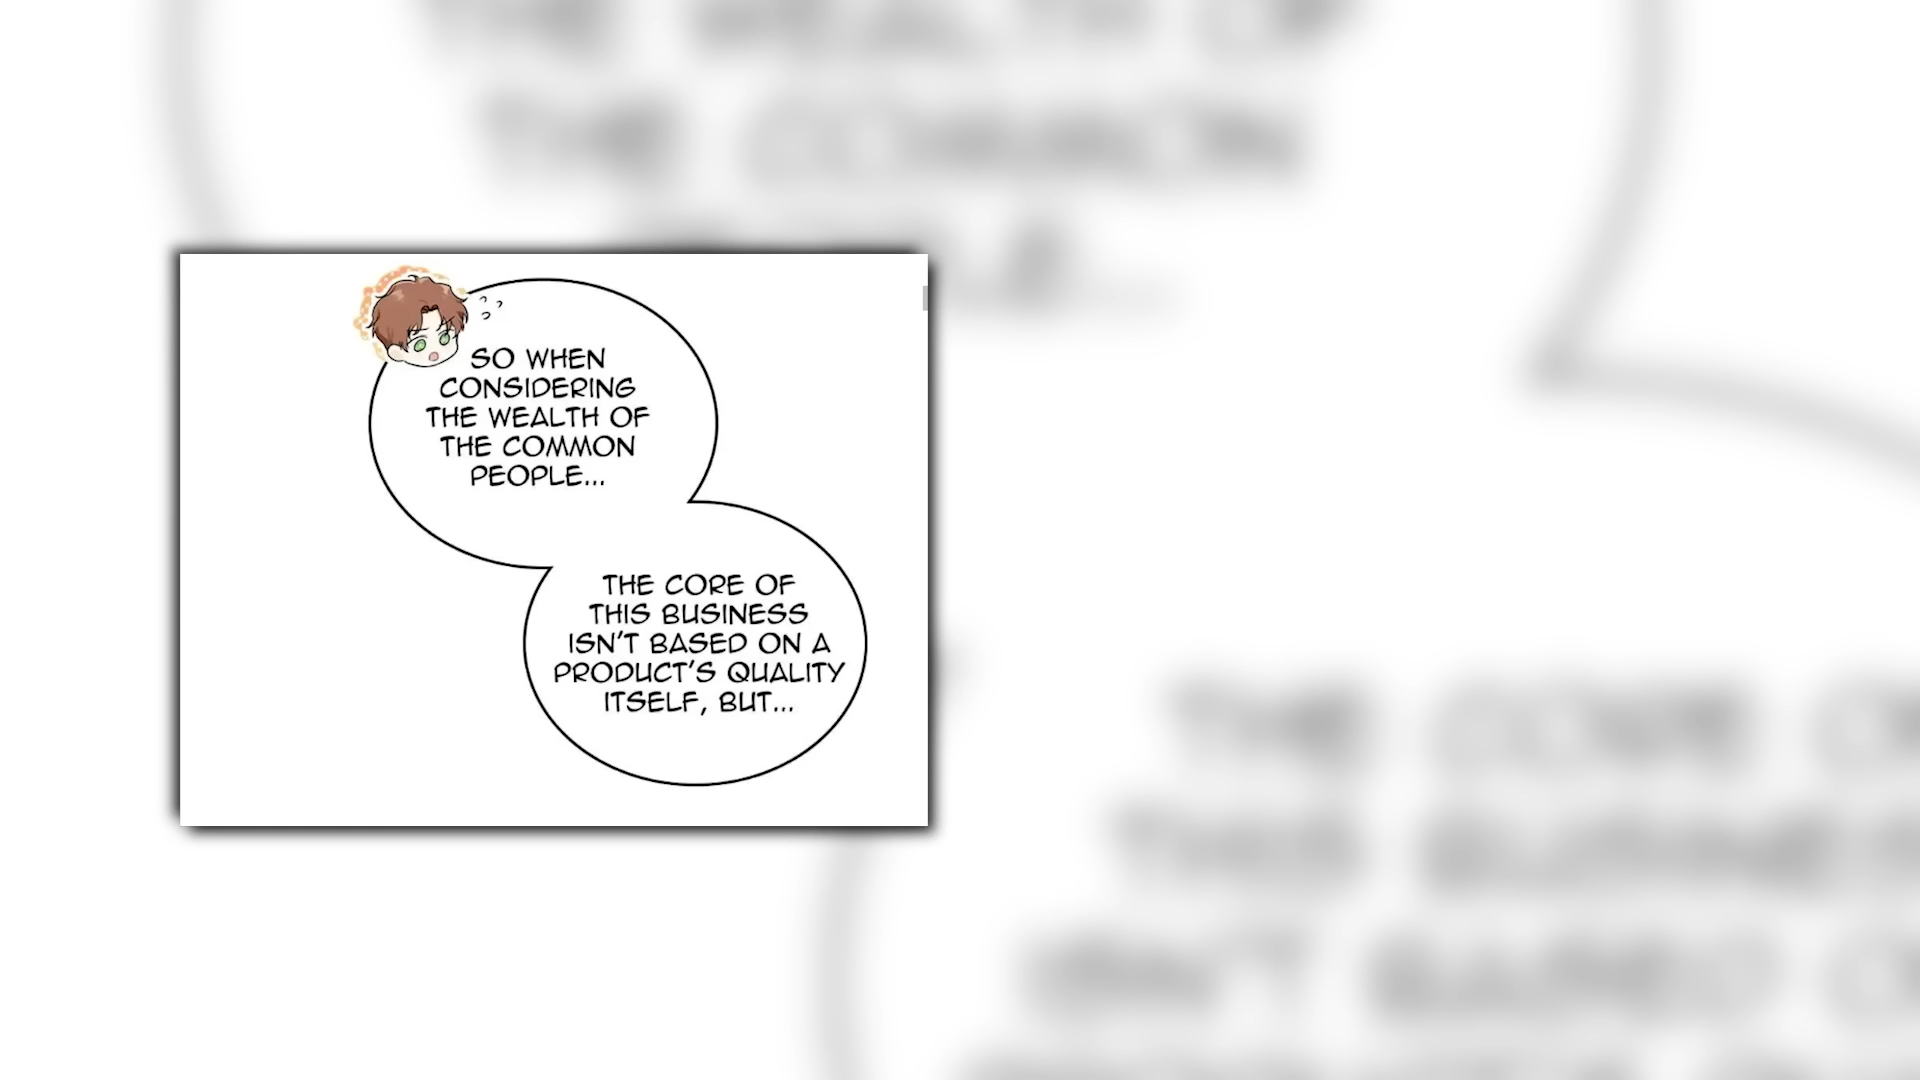 SO WHEN
CONSIDERING
THE WEALTH OF
THE COMMON
PEOPLE...
THE CORE OF
THIS BUSINESS
ISN'T BASED ON A
PRODUCT'S QUALITY
ITSELF, BUT...